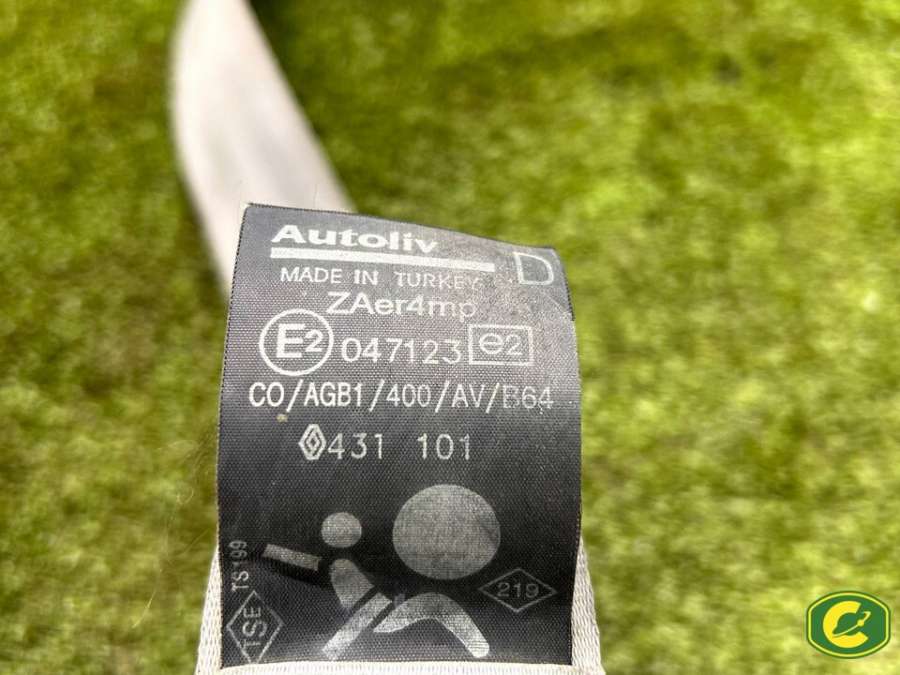 Autoliv
D
MADE IN TURKEY
ZAer4mp
E2 047123 e2
CO/AGB1/400/AV/B64
431 101
219
TS199
TSE
C